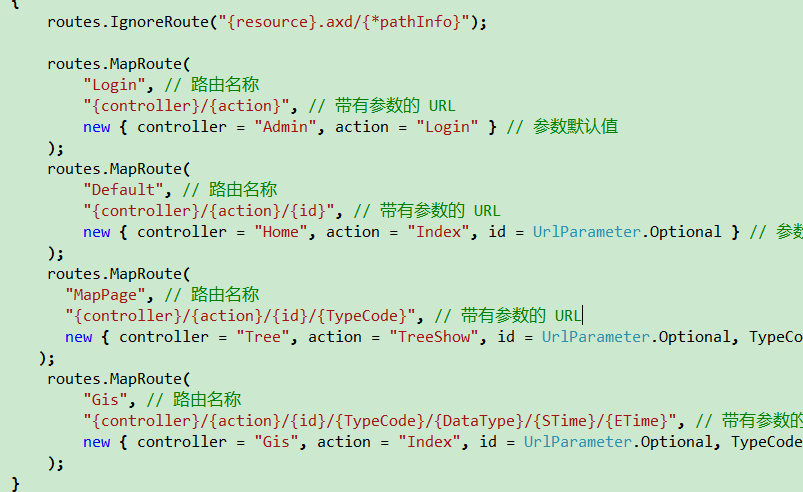 {
routes.IgnoreRoute("{resource}.axd/{*pathInfo}");
routes.MapRoute(
"Login", // 路由名称
"{controller}/{action}", // 带有参数的 URL
new { controller = "Admin", action = "Login" } // 参数默认值
);
routes.MapRoute(
"Default", // 路由名称
"{controller}/{action}/{id}", // 带有参数的 URL
new { controller = "Home", action = "Index", id = UrlParameter.Optional } // 参数
);
routes.MapRoute(
"MapPage", // 路由名称
"{controller}/{action}/{id}/{TypeCode}", // 带有参数的 URL
new { controller = "Tree", action = "TreeShow", id = UrlParameter.Optional, TypeCo
);
routes.MapRoute(
"Gis", // 路由名称
"{controller}/{action}/{id}/{TypeCode}/{DataType}/{STime}/{ETime}", // 带有参数的
new { controller = "Gis", action = "Index", id = UrlParameter.Optional, TypeCode
);
}